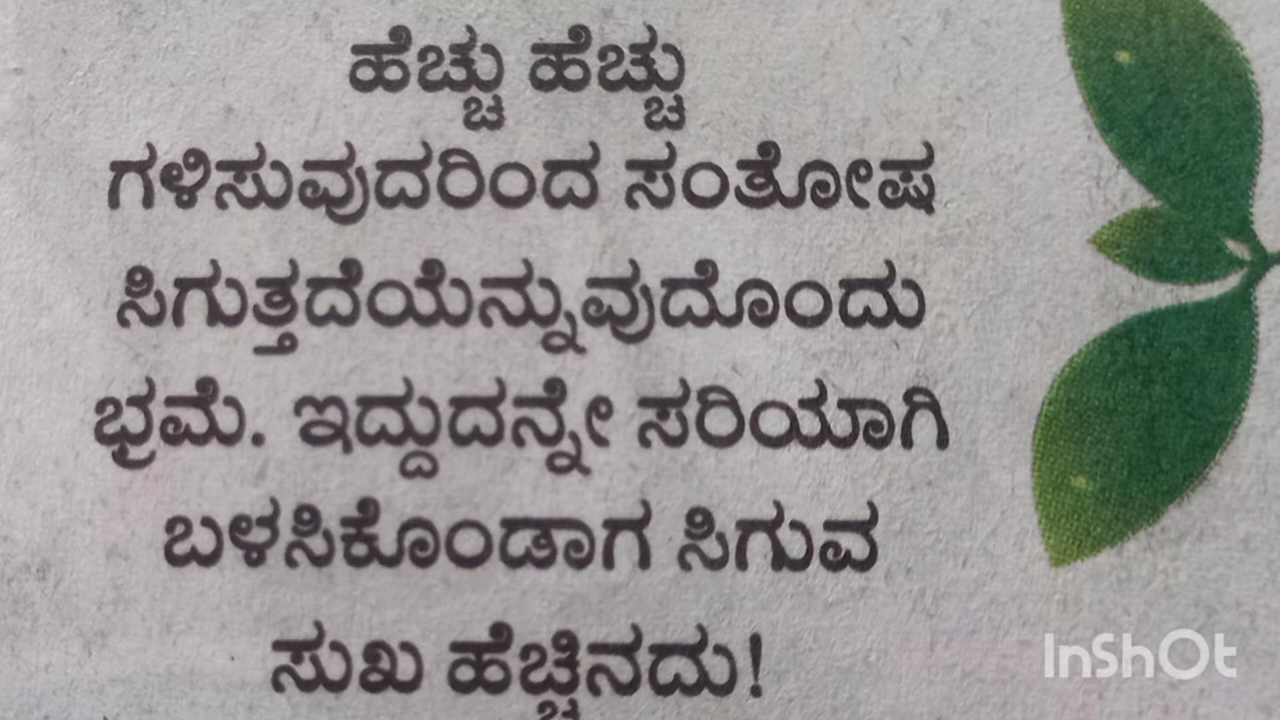 ಹೆಚ್ಚು ಹೆಚ್ಚು
ಗಳಿಸುವುದರಿಂದ ಸಂತೋಷ
ಸಿಗುತ್ತದೆಯೆನ್ನುವುದೊಂದು
ಭ್ರಮೆ. ಇದ್ದುದನ್ನೇ ಸರಿಯಾಗಿ
ಬಳಸಿಕೊಂಡಾಗ ಸಿಗುವ
ಸುಖ ಹೆಚ್ಚಿನದು!
InShOt